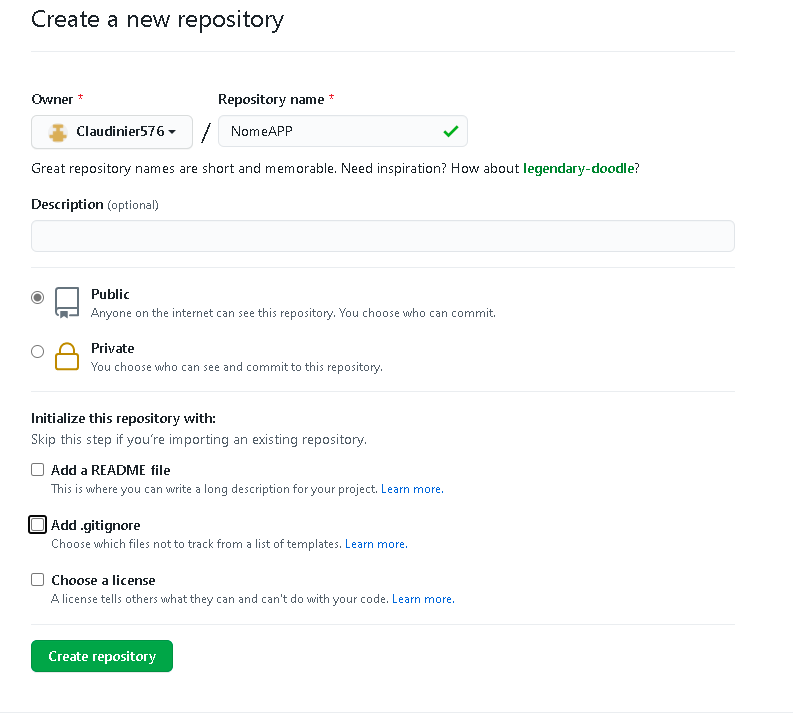 Create a new repository
Owner * Repository name *
Claudinier576 / NomeAPP
Great repository names are short and memorable. Need inspiration? How about legendary-doodle?
Description (optional)
Public
Anyone on the internet can see this repository. You choose who can commit.
Private
You choose who can see and commit to this repository.
Initialize this repository with:
Skip this step if you're importing an existing repository.
Add a README file
This is where you can write a long description for your project. Learn more.
Add .gitignore
Choose which files not to track from a list of templates. Learn more.
Choose a license
A license tells others what they can and can't do with your code. Learn more.
Create repository